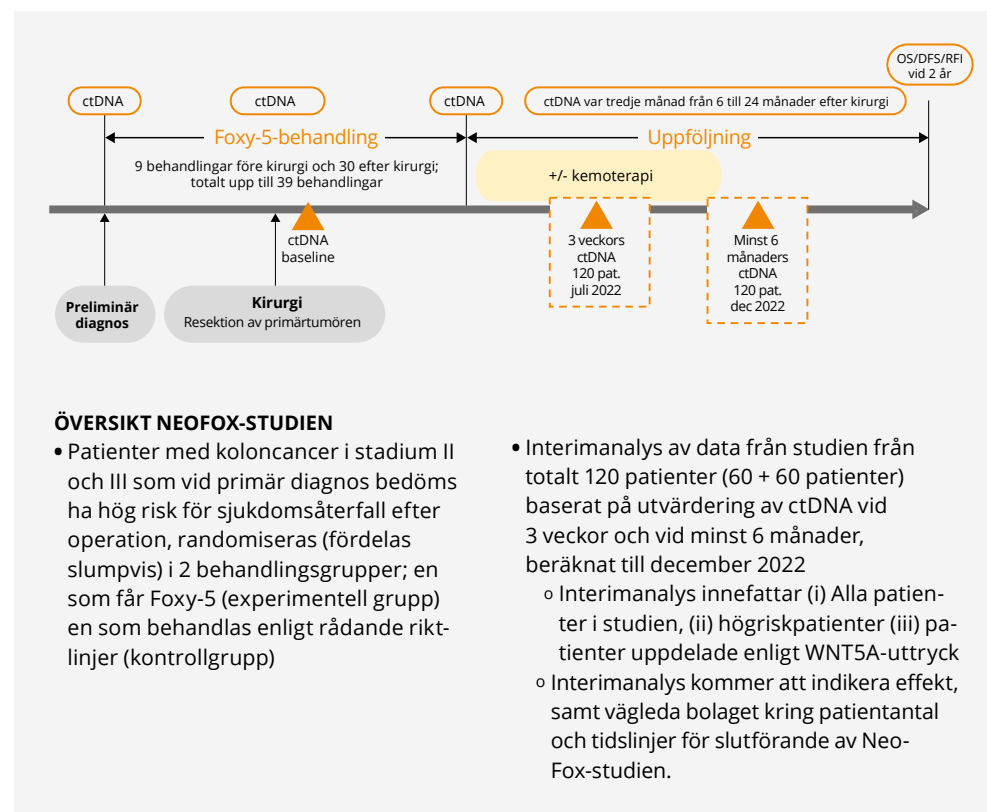 OS/DFS/RFI
vid 2 år
ctDNA
ctDNA
ctDNA
ctDNA var tredje månad från 6 till 24 månader efter kirurgi
Foxy-5-behandling
Uppföljning
9 behandlingar före kirurgi och 30 efter kirurgi;
totalt upp till 39 behandlingar
+/- kemoterapi
ctDNA
baseline
3 veckors
ctDNA
120 pat.
juli 2022
Minst 6
månaders
ctDNA
120 pat.
dec 2022
Preliminär
diagnos
Kirurgi
Resektion av primärtumören
ÖVERSIKT NEOFOX-STUDIEN
• Patienter med koloncancer i stadium II
och III som vid primär diagnos bedöms
ha hög risk för sjukdomsåterfall efter
operation, randomiseras (fördelas
slumpvis) i 2 behandlingsgrupper; en
som får Foxy-5 (experimentell grupp)
en som behandlas enligt rådande rikt-
linjer (kontrollgrupp)
• Interimanalys av data från studien från
totalt 120 patienter (60 + 60 patienter)
baserat på utvärdering av ctDNA vid
3 veckor och vid minst 6 månader,
beräknat till december 2022
o Interimanalys innefattar (i) Alla patien-
ter i studien, (ii) högriskpatienter (iii) pa-
tienter uppdelade enligt WNT5A-uttryck
o Interimanalys kommer att indikera effekt,
samt vägleda bolaget kring patientantal
och tidslinjer för slutförande av Neo-
Fox-studien.